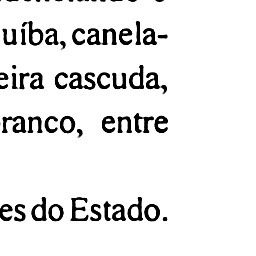 uíba, canela-
eira cascuda,
ranco, entre
es do Estado.